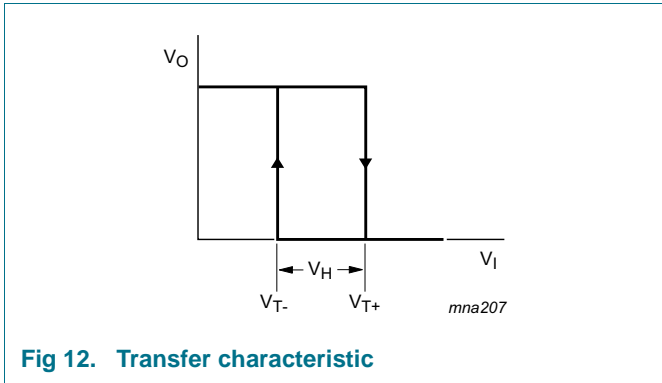 V_O
V_I
V_H
V_T- V_T+
mna207
Fig 12. Transfer characteristic